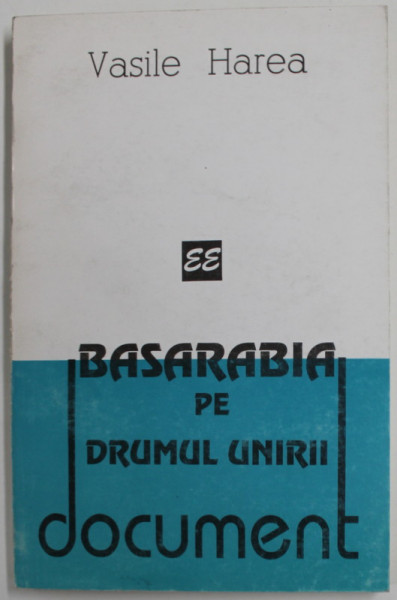 Vasile Harea
EE
BASARABIA
PE
DRUMUL UNIRII
document